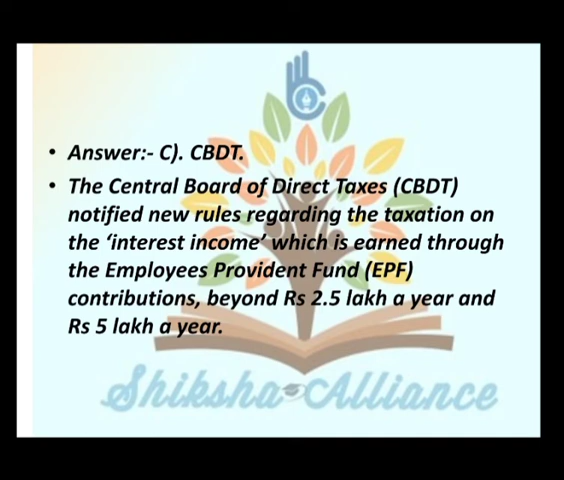 • Answer:- C). CBDT.
• The Central Board of Direct Taxes (CBDT)
notified new rules regarding the taxation on
the ‘interest income’ which is earned through
the Employees Provident Fund (EPF)
contributions, beyond Rs 2.5 lakh a year and
Rs 5 lakh a year.
Shiksha Alliance